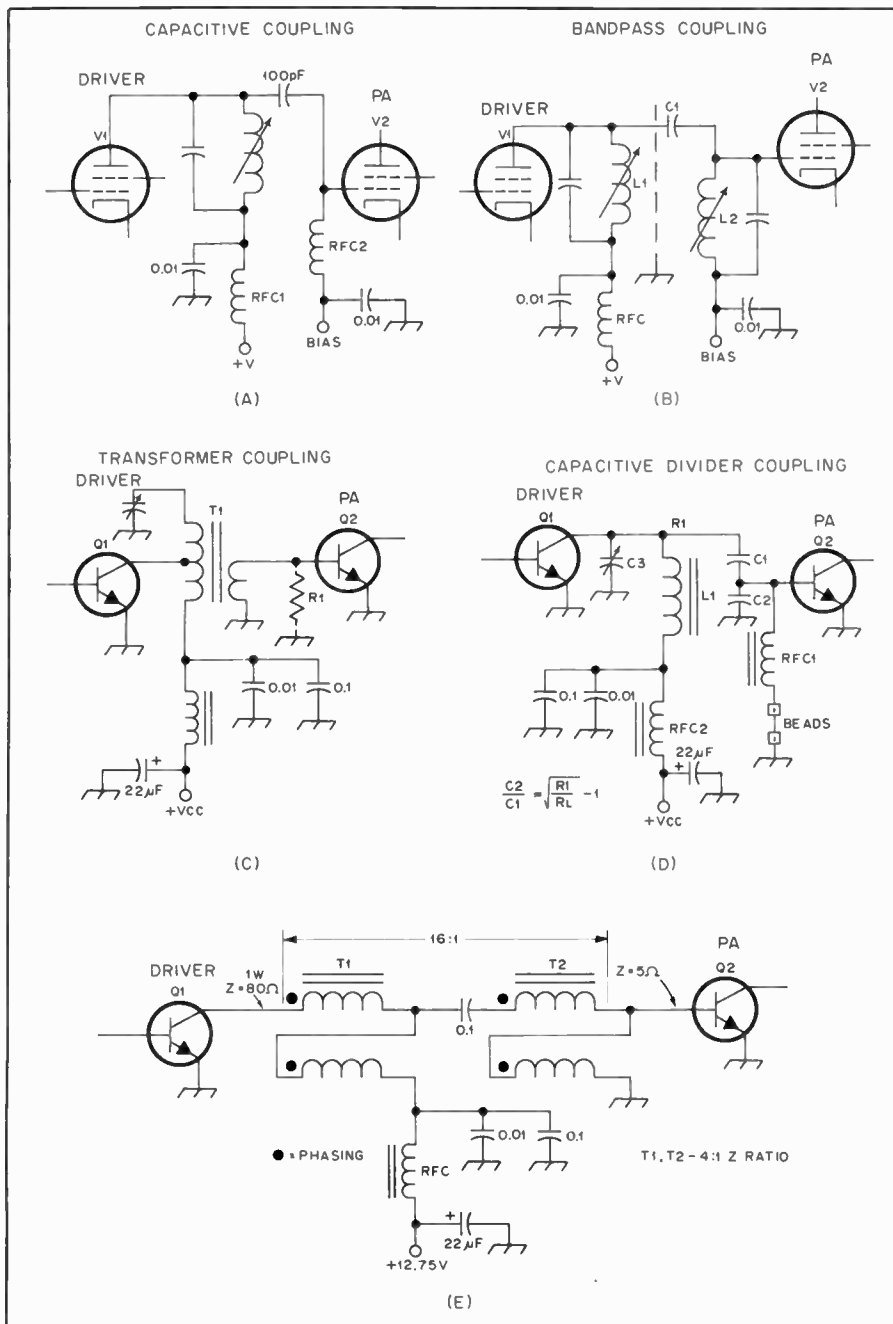 CAPACITIVE COUPLING
DRIVER
V1
100pF
PA
V2
0.01
RFC1
RFC2
0.01
BIAS
+V
(A)
BANDPASS COUPLING
DRIVER
V1
C1
PA
V2
L1
L2
0.01
RFC
0.01
BIAS
+V
(B)
TRANSFORMER COUPLING
DRIVER
T1
PA
Q1
Q2
R1
0.01
0.1
22µF
+
+VCC
(C)
CAPACITIVE DIVIDER COUPLING
DRIVER
Q1
R1
PA
Q2
C3
C1
L1
C2
RFC1
0.1
0.01
RFC2
BEADS
+
22µF
C2/C1 = √R1/RL - 1
+VCC
(D)
16:1
DRIVER
Q1
1W
Z=80Ω
T1
T2
Z=5Ω
PA
Q2
0.1
0.01
0.1
● = PHASING
RFC
T1, T2-4:1 Z RATIO
+
22µF
+12.75V
(E)